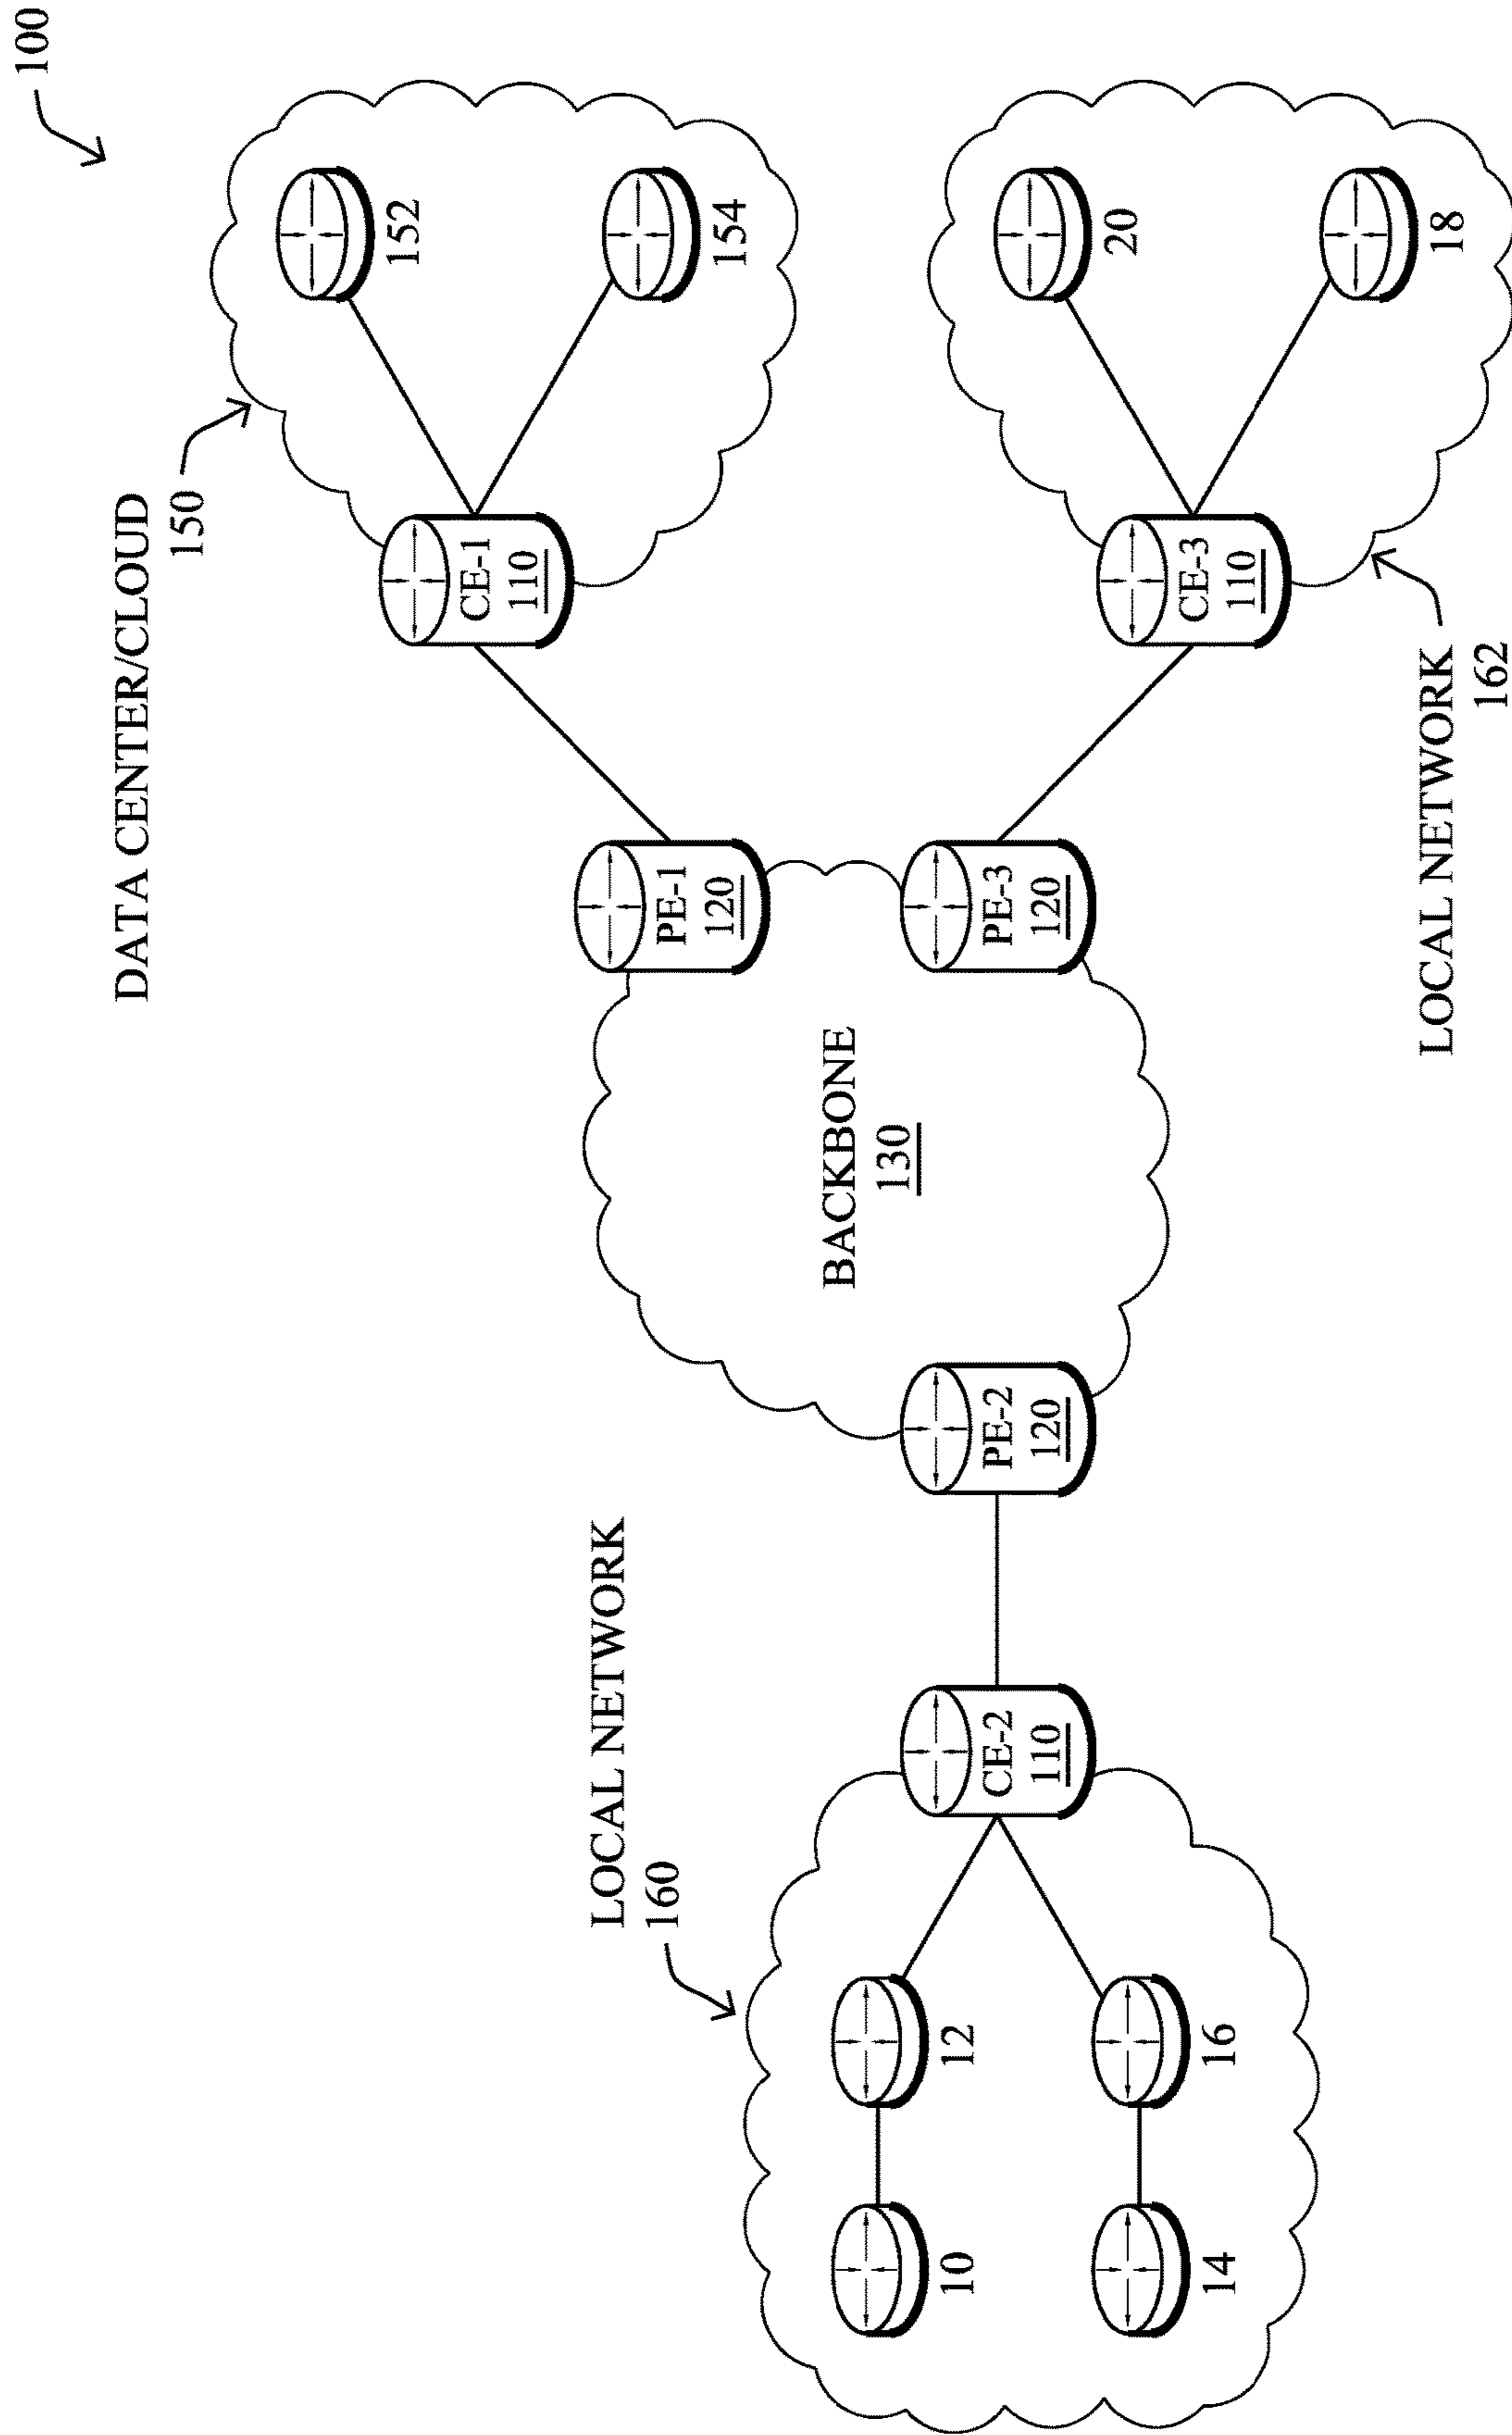 100
DATA CENTER/CLOUD
150
152
154
CE-1
110
PE-1
120
LOCAL NETWORK
160
BACKBONE
130
10
12
CE-2
110
PE-2
120
PE-3
120
14
16
CE-3
110
20
18
LOCAL NETWORK
162